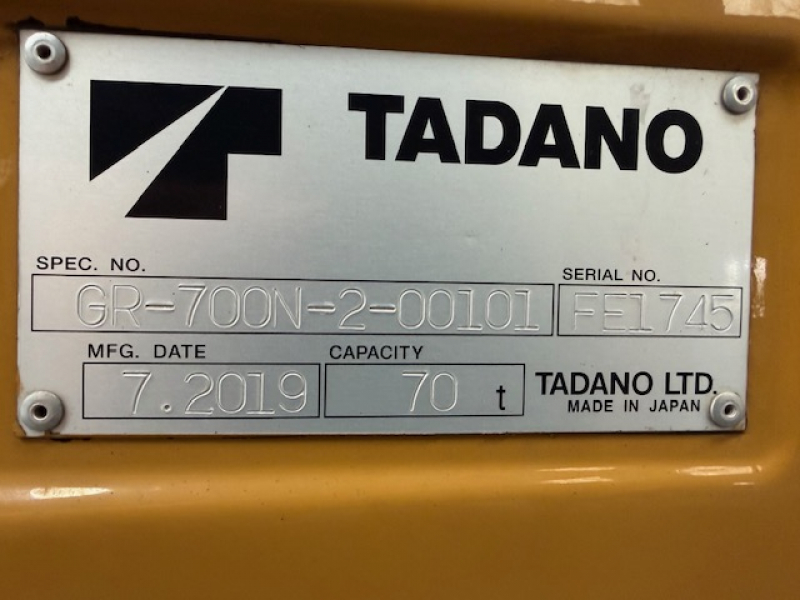 TADANO
SPEC. NO.
SERIAL NO.
GR-700N-2-00101
FE1745
MFG. DATE
CAPACITY
7.2019
70 t
TADANO LTD.
MADE IN JAPAN